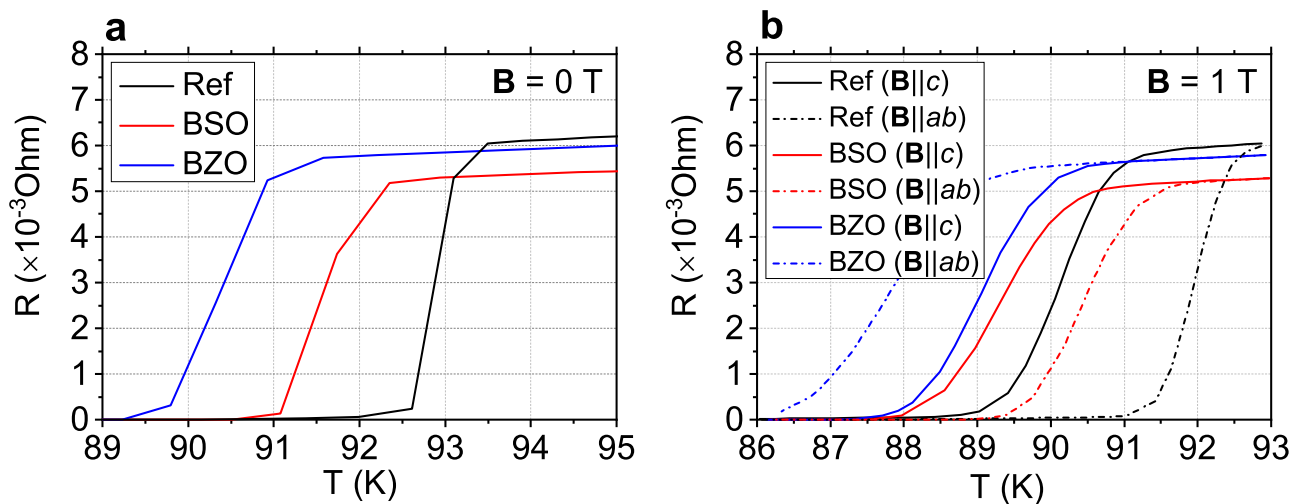 a
B = 0 T
Ref
BSO
BZO
R (×10⁻³Ohm)
8
7
6
5
4
3
2
1
0
89 90 91 92 93 94 95
T (K)
b
B = 1 T
Ref (B||c)
Ref (B||ab)
BSO (B||c)
BSO (B||ab)
BZO (B||c)
BZO (B||ab)
R (×10⁻³Ohm)
8
7
6
5
4
3
2
1
0
86 87 88 89 90 91 92 93
T (K)